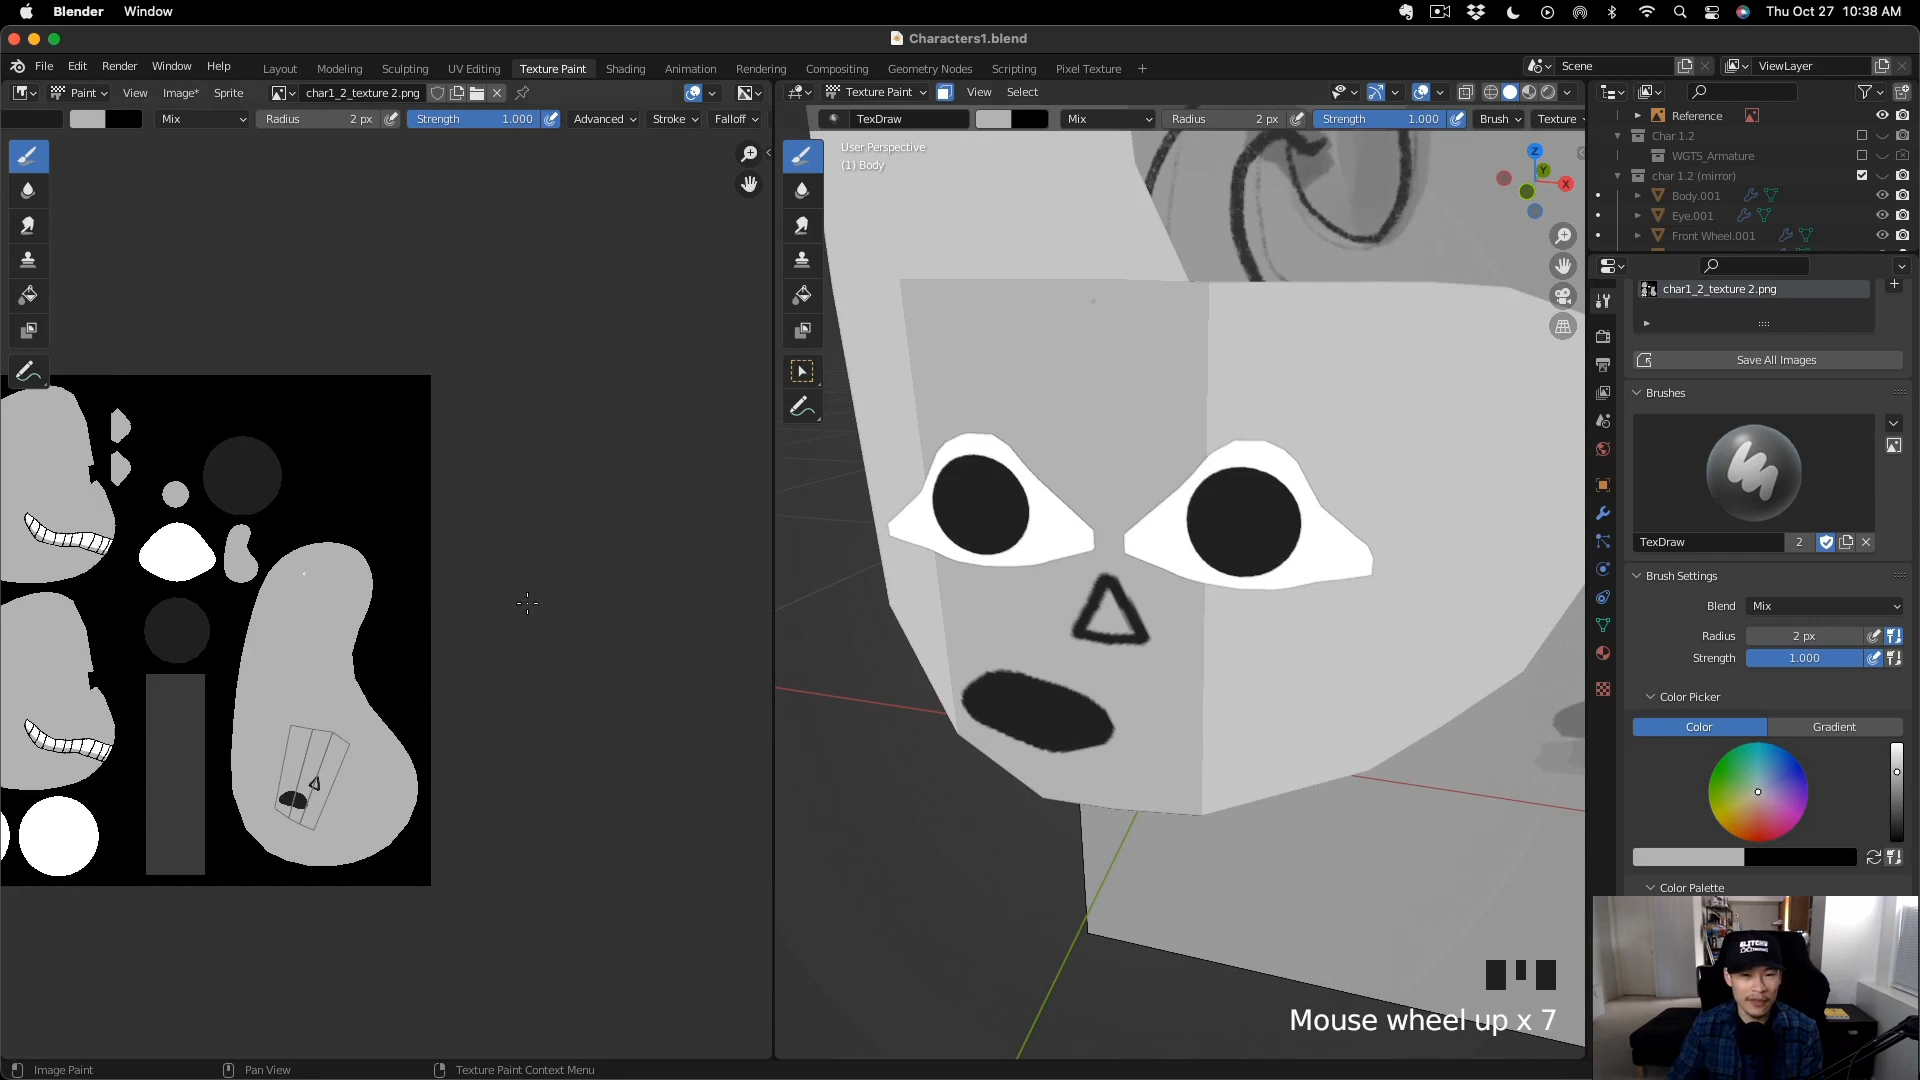 Blender Window
Thu Oct 27 10:38 AM
Characters1.blend
File Edit Render Window Help
Layout Modeling Sculpting UV Editing Texture Paint Shading Animation Rendering Compositing Geometry Nodes Scripting Pixel Texture +
Scene
ViewLayer
Paint View Image* Sprite char1_2_texture 2.png
Texture Paint View Select
Mix Radius 2 px Strength 1.000 Advanced Stroke Falloff
TexDraw Mix Radius 2 px Strength 1.000 Brush Texture
User Perspective
(1) Body
Z
Y
X
Reference
Char 1.2
WGTS_Armature
char 1.2 (mirror)
Body.001
Eye.001
Front Wheel.001
char1_2_texture 2.png
Save All Images
Brushes
TexDraw 2
Brush Settings
Blend Mix
Radius 2 px
Strength 1.000
Color Picker
Color Gradient
Color Palette
Mouse wheel up x 7
Image Paint Pan View Texture Paint Context Menu